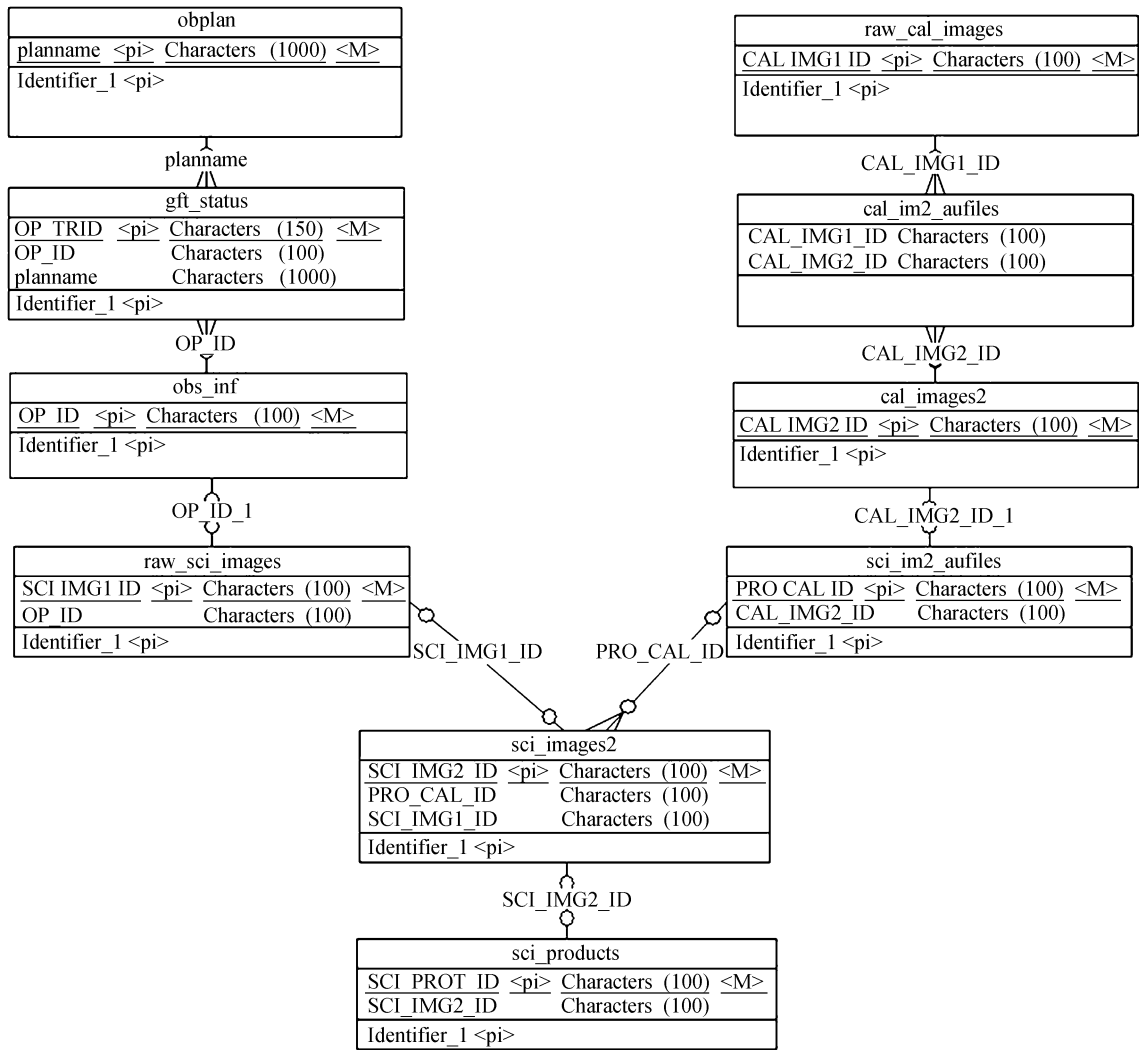 obplan
planname <pi> Characters (1000) <M>
Identifier_1 <pi>
planname
gft_status
OP_TRID <pi> Characters (150) <M>
OP_ID Characters (100)
planname Characters (1000)
Identifier_1 <pi>
OP_ID
obs_inf
OP_ID <pi> Characters (100) <M>
Identifier_1 <pi>
OP_ID_1
raw_sci_images
SCI IMG1 ID <pi> Characters (100) <M>
OP_ID Characters (100)
Identifier_1 <pi>
SCI_IMG1_ID
raw_cal_images
CAL IMG1 ID <pi> Characters (100) <M>
Identifier_1 <pi>
CAL_IMG1_ID
cal_im2_aufiles
CAL_IMG1_ID Characters (100)
CAL_IMG2_ID Characters (100)
CAL_IMG2_ID
cal_images2
CAL IMG2 ID <pi> Characters (100) <M>
Identifier_1 <pi>
CAL_IMG2_ID_1
sci_im2_aufiles
PRO CAL ID <pi> Characters (100) <M>
CAL_IMG2_ID Characters (100)
Identifier_1 <pi>
PRO_CAL_ID
sci_images2
SCI_IMG2_ID <pi> Characters (100) <M>
PRO_CAL_ID Characters (100)
SCI_IMG1_ID Characters (100)
Identifier_1 <pi>
SCI_IMG2_ID
sci_products
SCI_PROT_ID <pi> Characters (100) <M>
SCI_IMG2_ID Characters (100)
Identifier_1 <pi>